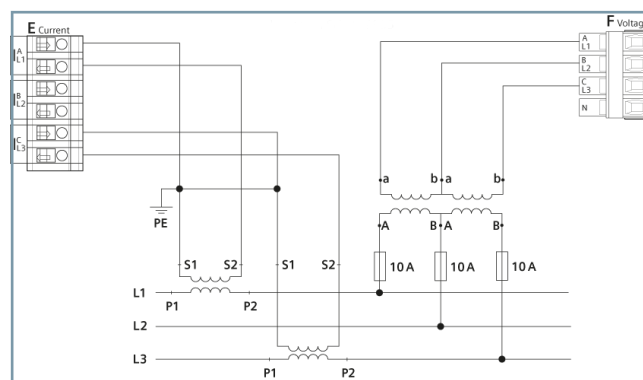 E Current
F Voltag
A
L1
B
L2
C
L3
A
L1
B
L2
C
L3
N
a b a b
A B A B
PE
S1 S2 S1 S2
10 A 10 A 10 A
L1 P1 P2
L2
L3
P1 P2